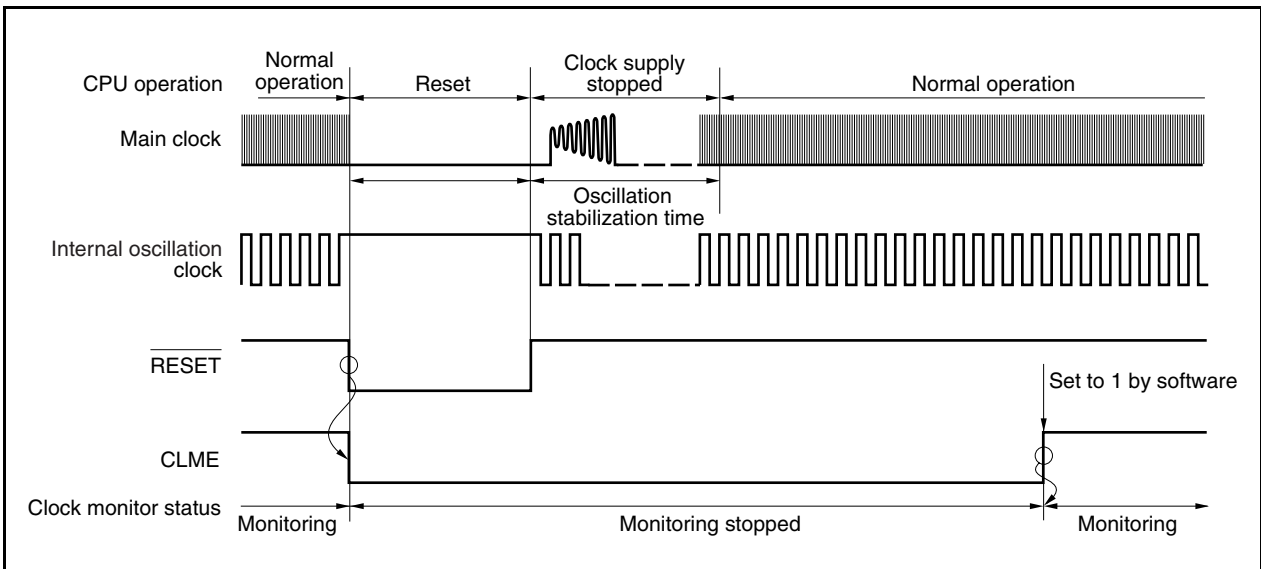 Normal
operation
Clock supply
stopped
CPU operation
Reset
Normal operation
Main clock
Oscillation
stabilization time
Internal oscillation
clock
RESET
Set to 1 by software
CLME
Clock monitor status
Monitoring
Monitoring stopped
Monitoring